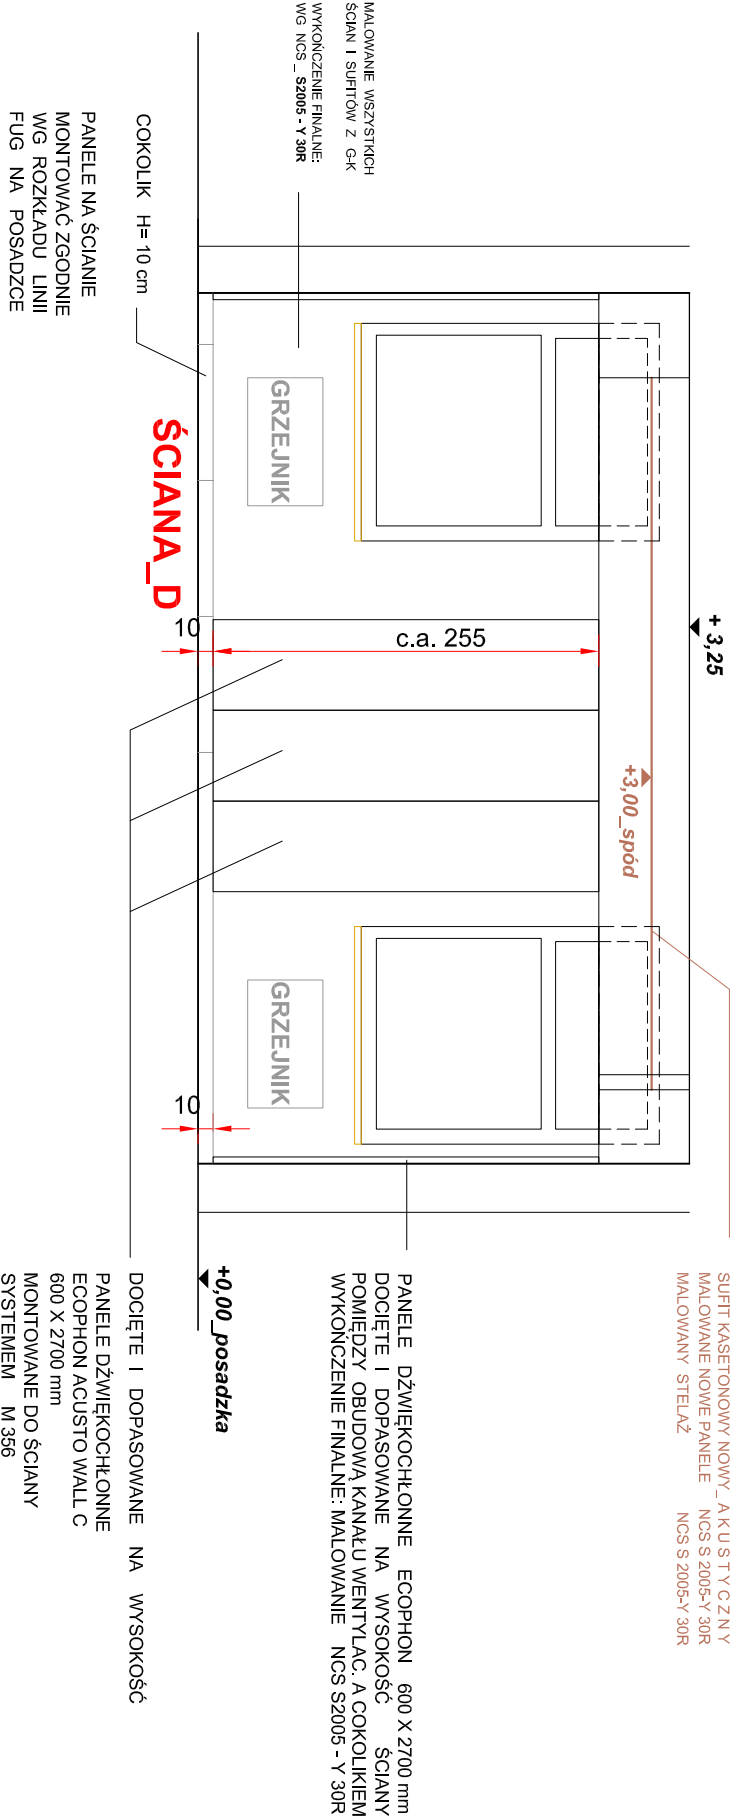 MALOWANIE WSZYSTKICH
ŚCIAN I SUFITÓW Z G-K
WYKOŃCZENIE FINALNE:
WG NCS _ S2005 - Y 30R
COKOLIK H= 10 cm
PANELE NA ŚCIANIE
MONTOWAĆ ZGODNIE
WG ROZKŁADU LINII
FUG NA POSADZCE
GRZEJNIK
ŚCIANA_D
+ 3,25
+3,00_spód
c.a. 255
10
GRZEJNIK
10
SUFIT KASETONOWY NOWY_ A K U S T Y C Z N Y
MALOWANE NOWE PANELE NCS S 2005-Y 30R
MALOWANY STELAŻ NCS S 2005-Y 30R
PANELE DŹWIĘKOCHŁONNE ECOPHON 600 X 2700 mm
DOCIĘTE I DOPASOWANE NA WYSOKOŚĆ ŚCIANY
POMIĘDZY OBUDOWĄ KANAŁU WENTYLAC. A COKOLIKIEM
WYKOŃCZENIE FINALNE: MALOWANIE NCS S2005 - Y 30R
+0,00_posadzka
DOCIĘTE I DOPASOWANE NA WYSOKOŚĆ
PANELE DŹWIĘKOCHŁONNE
ECOPHON ACUSTO WALL C
600 X 2700 mm
MONTOWANE DO ŚCIANY
SYSTEMEM M 356